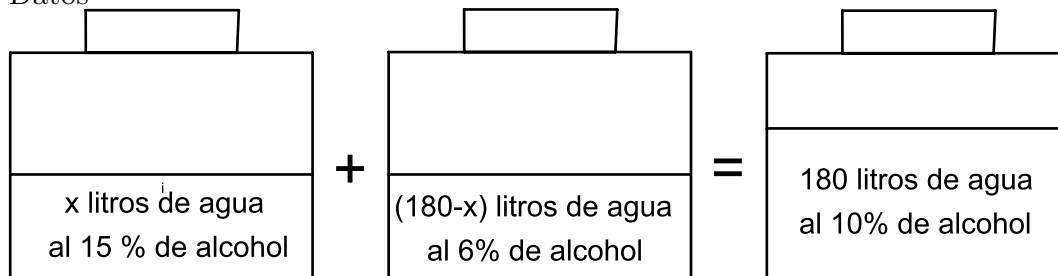 Datos
x litros de agua
al 15 % de alcohol
+
(180-x) litros de agua
al 6% de alcohol
=
180 litros de agua
al 10% de alcohol